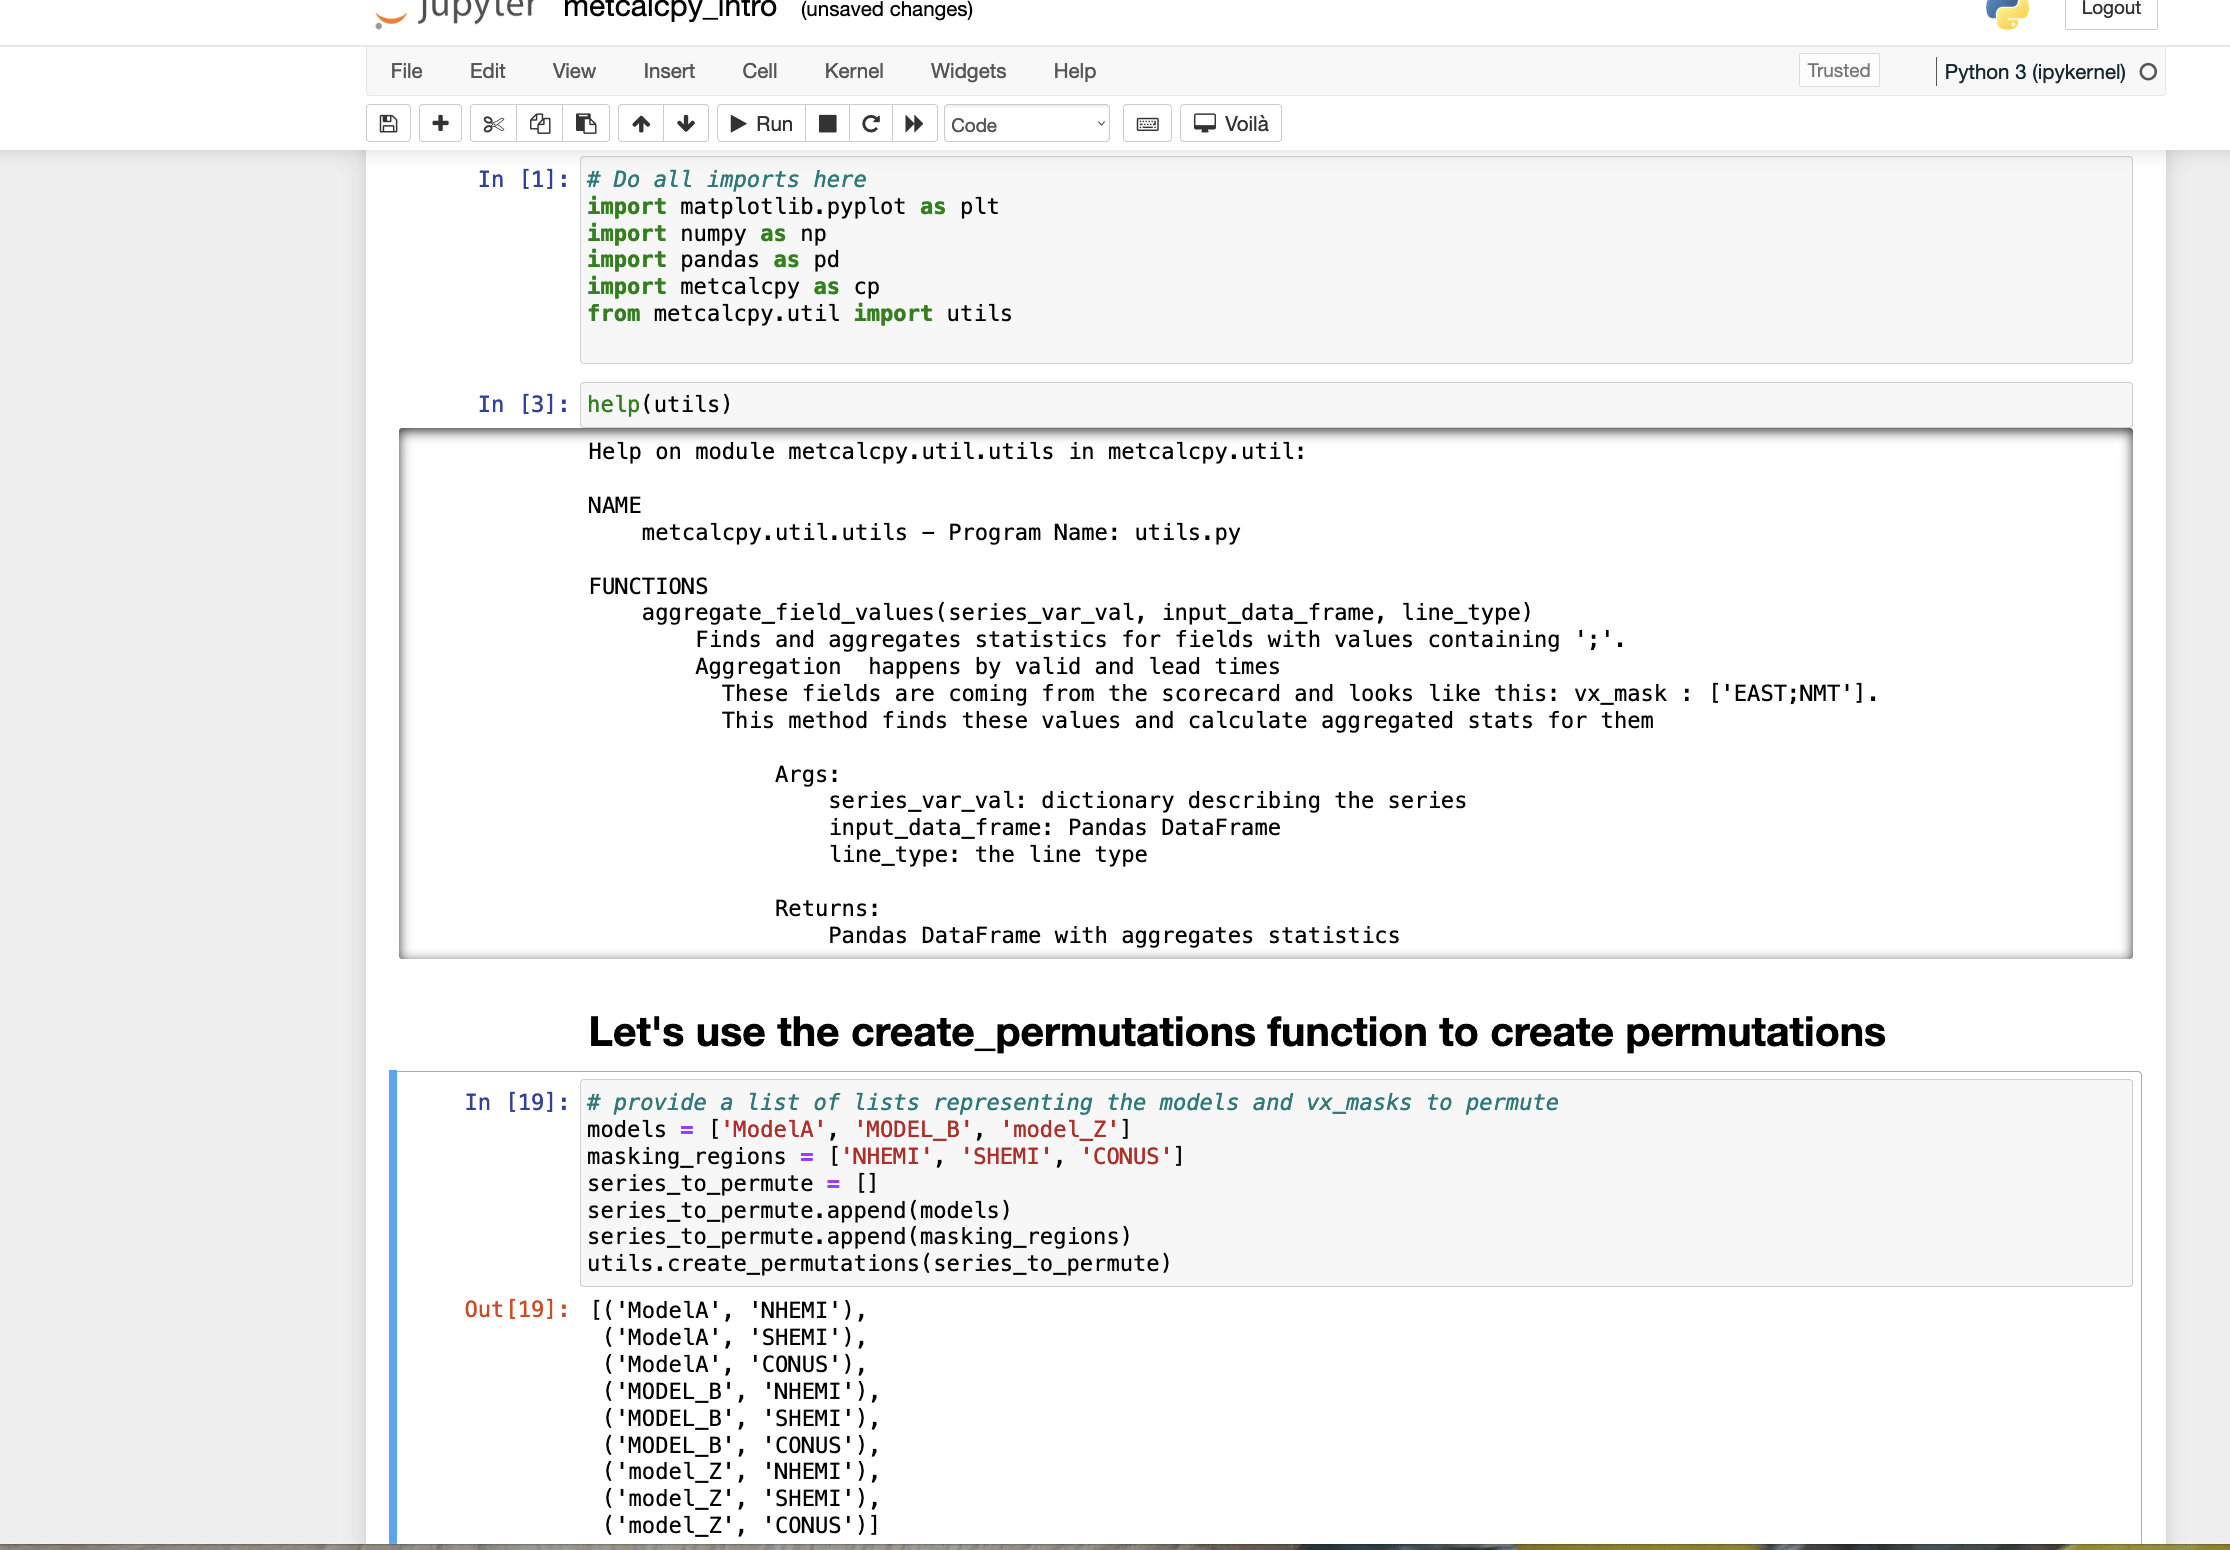 jupyter metcalcpy_intro (unsaved changes) Logout
File Edit View Insert Cell Kernel Widgets Help Trusted Python 3 (ipykernel)
Run Code Voilà
In [1]: # Do all imports here
import matplotlib.pyplot as plt
import numpy as np
import pandas as pd
import metcalcpy as cp
from metcalcpy.util import utils
In [3]: help(utils)
Help on module metcalcpy.util.utils in metcalcpy.util:
NAME
metcalcpy.util.utils – Program Name: utils.py
FUNCTIONS
aggregate_field_values(series_var_val, input_data_frame, line_type)
Finds and aggregates statistics for fields with values containing ';'.
Aggregation  happens by valid and lead times
These fields are coming from the scorecard and looks like this: vx_mask : ['EAST;NMT'].
This method finds these values and calculate aggregated stats for them
Args:
series_var_val: dictionary describing the series
input_data_frame: Pandas DataFrame
line_type: the line type
Returns:
Pandas DataFrame with aggregates statistics
Let's use the create_permutations function to create permutations
In [19]: # provide a list of lists representing the models and vx_masks to permute
models = ['ModelA', 'MODEL_B', 'model_Z']
masking_regions = ['NHEMI', 'SHEMI', 'CONUS']
series_to_permute = []
series_to_permute.append(models)
series_to_permute.append(masking_regions)
utils.create_permutations(series_to_permute)
Out[19]: [('ModelA', 'NHEMI'),
('ModelA', 'SHEMI'),
('ModelA', 'CONUS'),
('MODEL_B', 'NHEMI'),
('MODEL_B', 'SHEMI'),
('MODEL_B', 'CONUS'),
('model_Z', 'NHEMI'),
('model_Z', 'SHEMI'),
('model_Z', 'CONUS')]